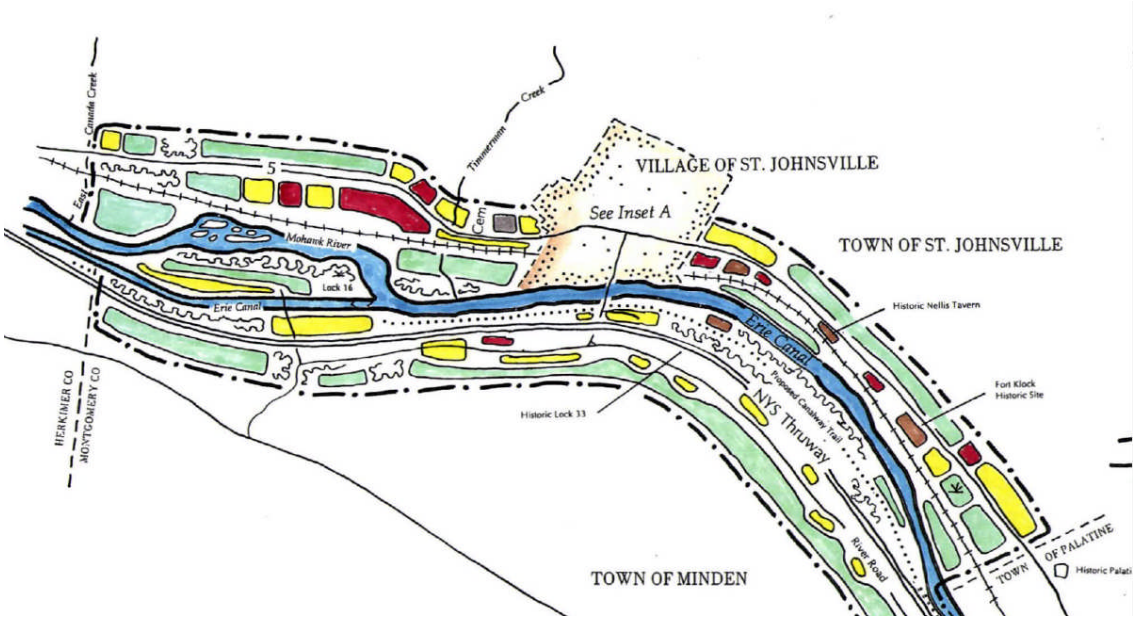 Canada Creek
East
Timmerman
Creek
VILLAGE OF ST. JOHNSVILLE
5
Cem
See Inset A
TOWN OF ST. JOHNSVILLE
Mohawk River
Lock 16
Erie Canal
Historic Nellis Tavern
Erie Canal
Fort Klock
Historic Site
Proposed Canalway Trail
NYS Thruway
Historic Lock 33
HERKIMER CO
MONTGOMERY CO
River Road
TOWN OF PALATINE
TOWN OF MINDEN
Historic Palati